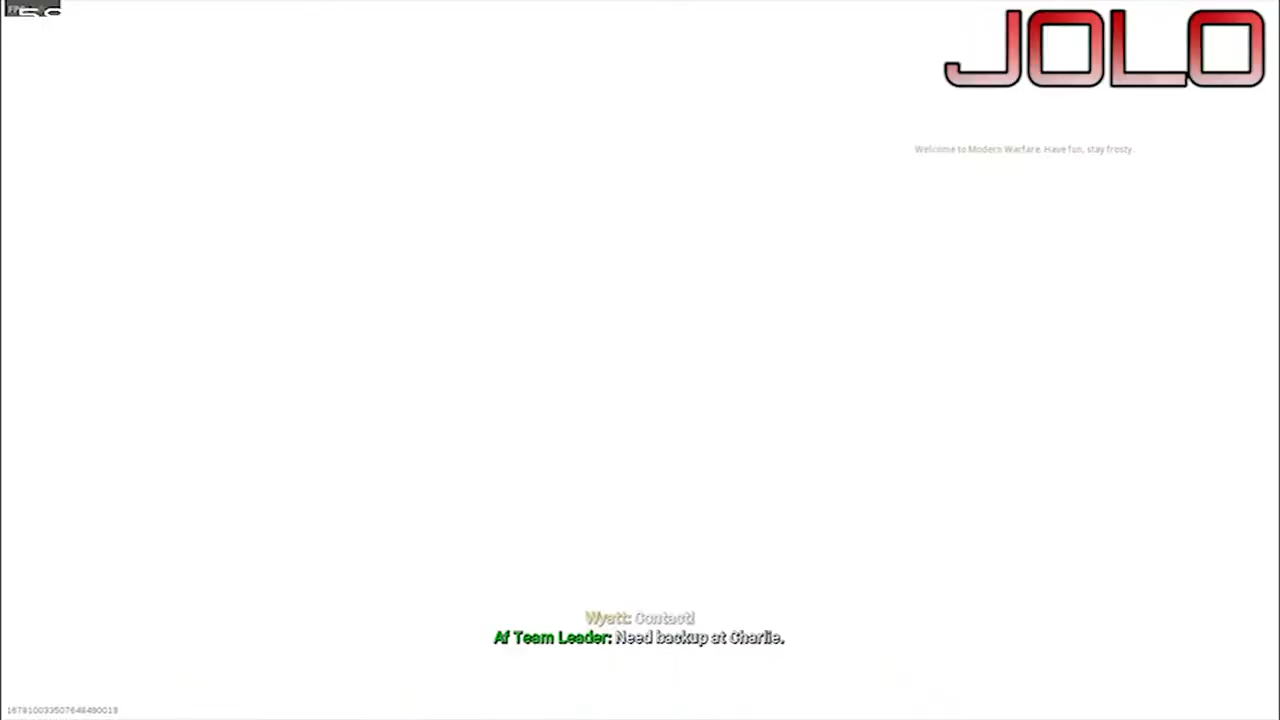 JOLO
Welcome to Modern Warfare. Have fun, stay frosty.
Wyatt: Contact!
Af Team Leader: Need backup at Charlie.